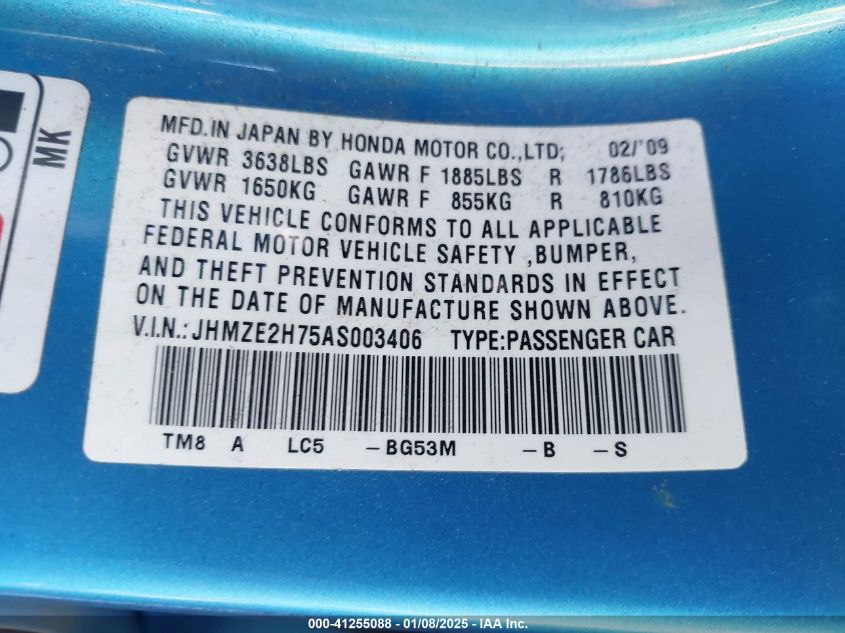 MK
MFD.IN JAPAN BY HONDA MOTOR CO.,LTD; 02/'09
GVWR 3638LBS GAWR F 1885LBS R 1786LBS
GVWR 1650KG GAWR F 855KG R 810KG
THIS VEHICLE CONFORMS TO ALL APPLICABLE
FEDERAL MOTOR VEHICLE SAFETY ,BUMPER,
AND THEFT PREVENTION STANDARDS IN EFFECT
ON THE DATE OF MANUFACTURE SHOWN ABOVE.
V.I.N.:JHMZE2H75AS003406 TYPE:PASSENGER CAR
TM8 A LC5 -BG53M -B -S
000-41255088 - 01/08/2025 - IAA Inc.